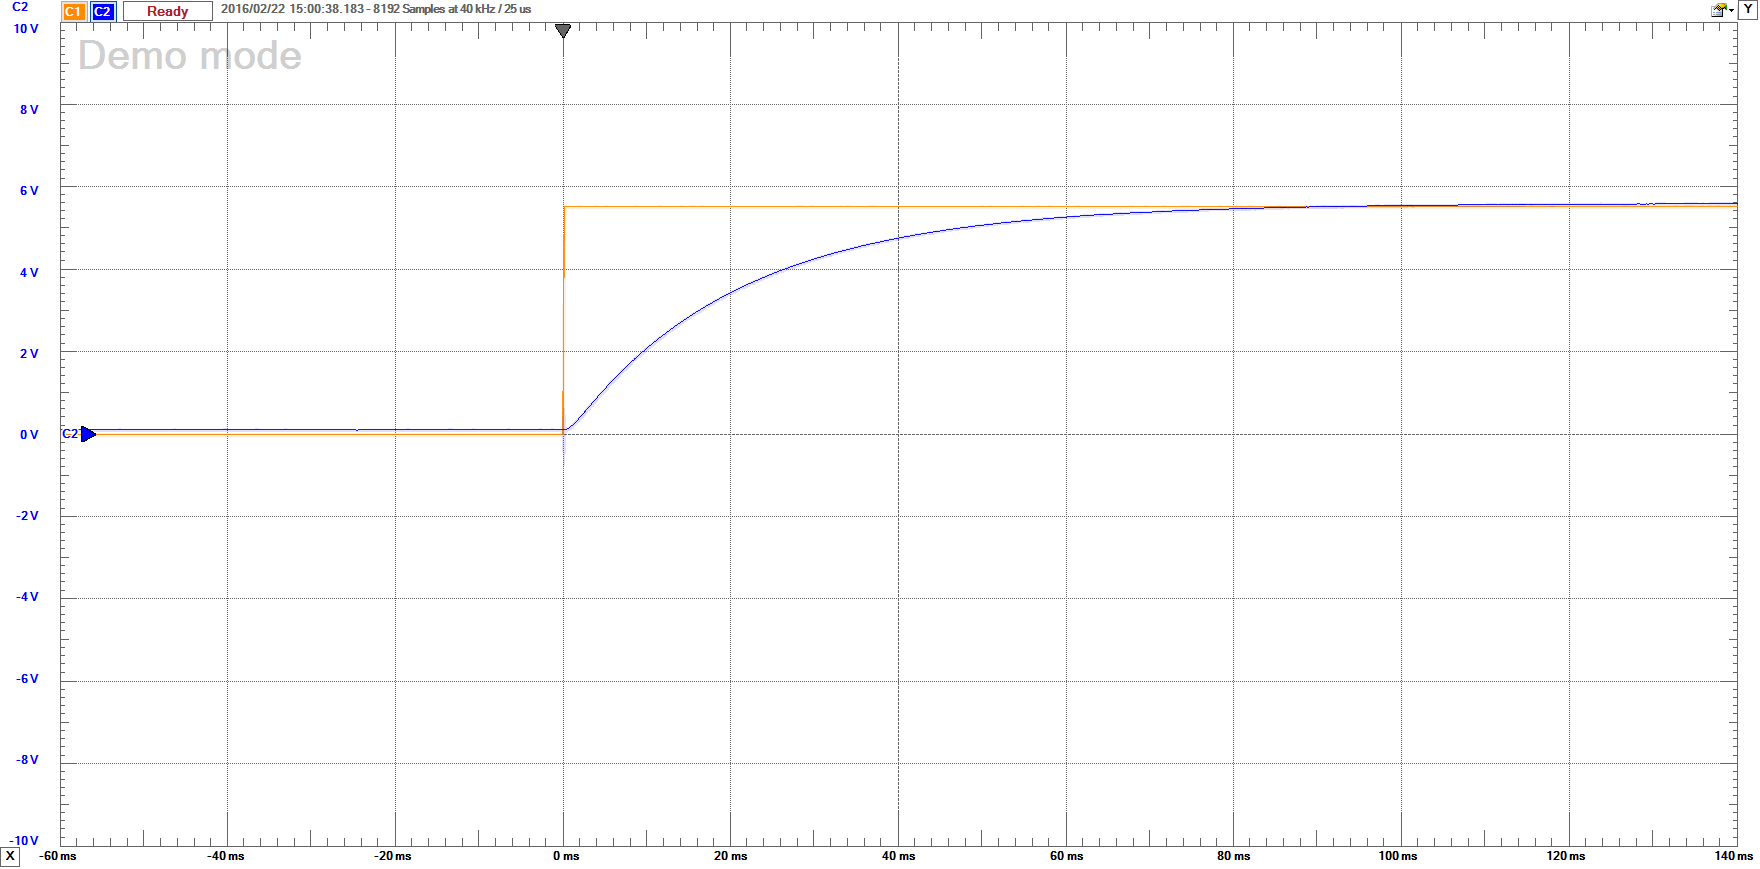 C2 C1 C2 Ready 2016/02/22 15:00:38.183 - 8192 Samples at 40 kHz / 25 us Y
10 V
Demo mode
8 V
6 V
4 V
2 V
0 V C2
-2 V
-4 V
-6 V
-8 V
-10 V
X -60 ms -40 ms -20 ms 0 ms 20 ms 40 ms 60 ms 80 ms 100 ms 120 ms 140 ms